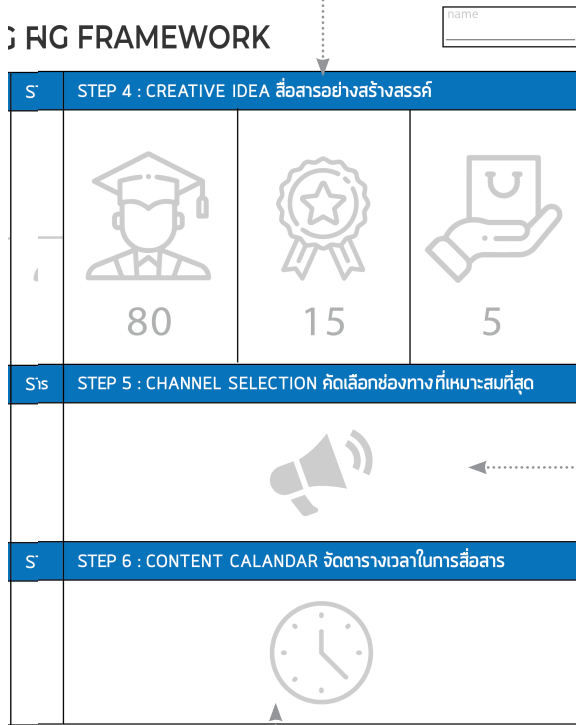 G FRAMEWORK
name
STEP 4 : CREATIVE IDEA สื่อสารอย่างสร้างสรรค์
80
15
5
STEP 5 : CHANNEL SELECTION คัดเลือกช่องทางที่เหมาะสมที่สุด
STEP 6 : CONTENT CALANDAR จัดตารางเวลาในการสื่อสาร